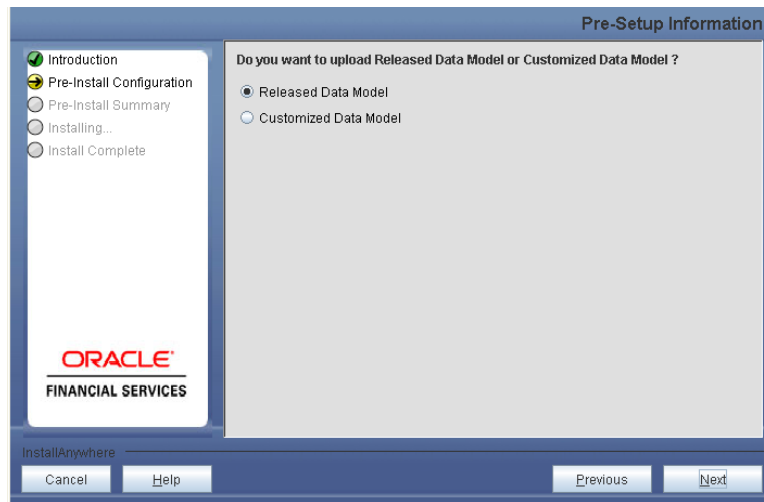 Pre-Setup Information
Introduction
Pre-Install Configuration
Pre-Install Summary
Installing...
Install Complete
Do you want to upload Released Data Model or Customized Data Model ?
Released Data Model
Customized Data Model
ORACLE
FINANCIAL SERVICES
InstallAnywhere
Cancel
Help
Previous
Next